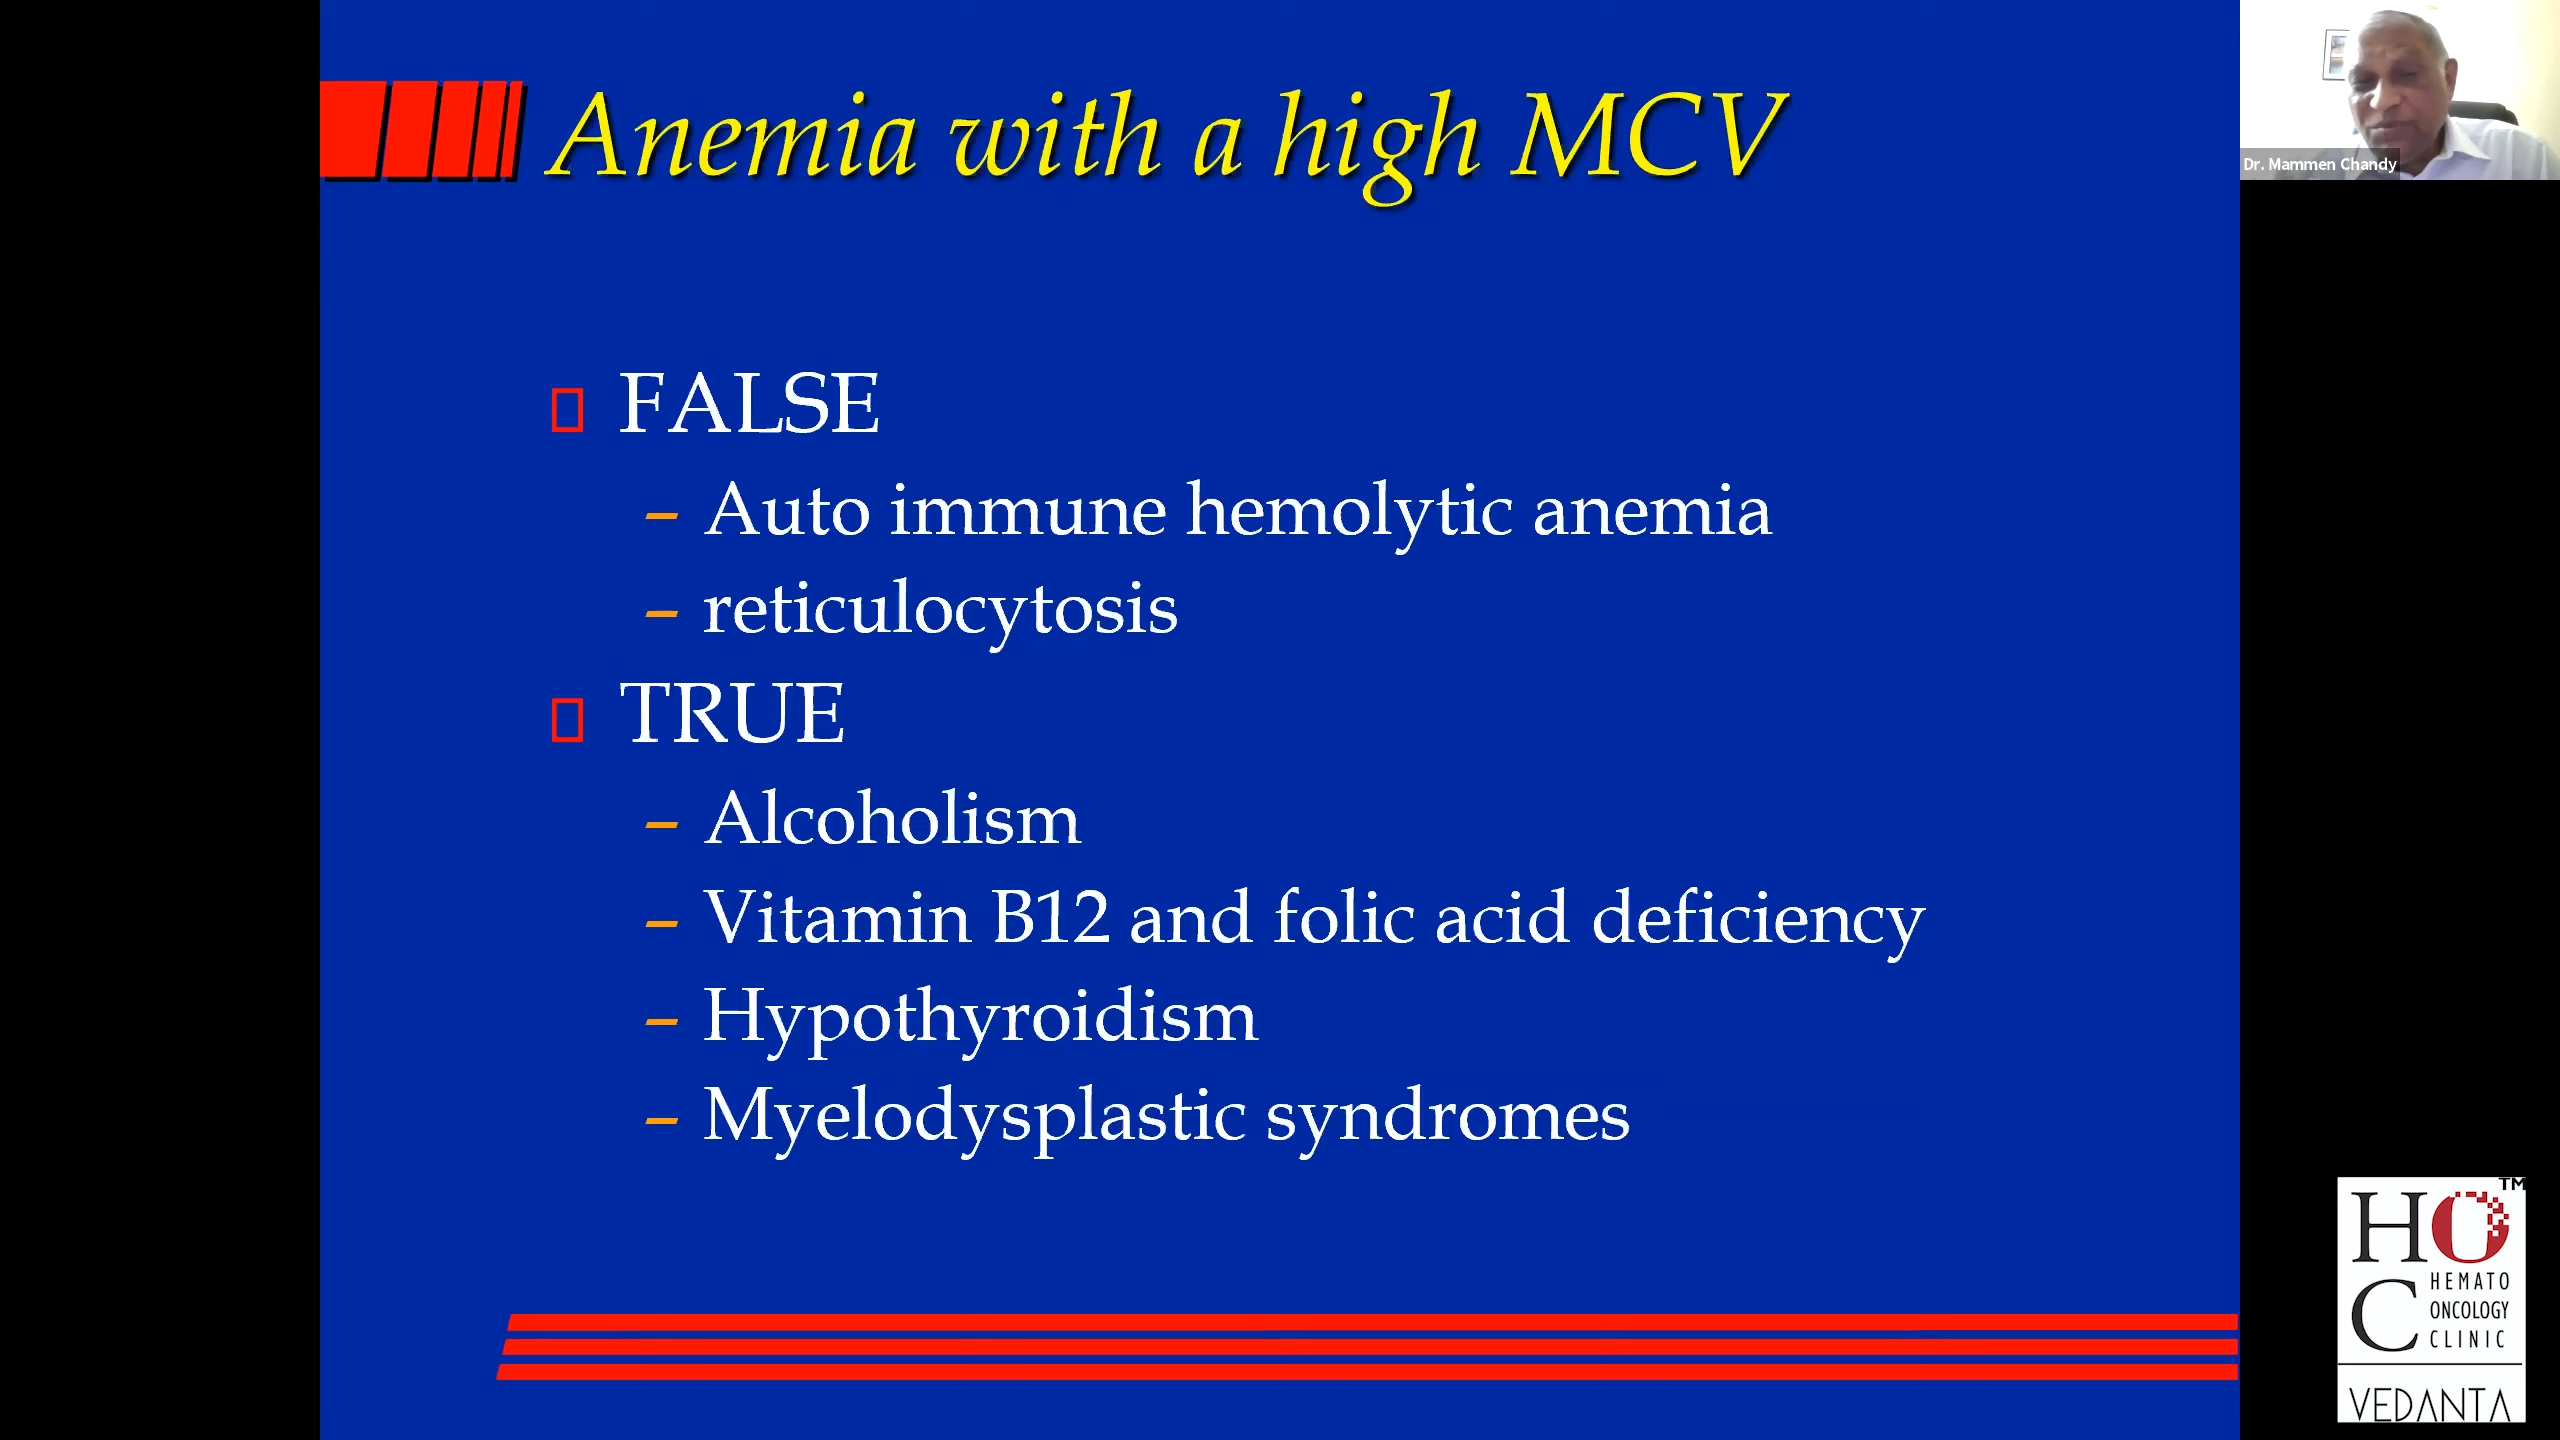 Anemia with a high MCV
Dr. Mammen Chandy
FALSE
– Auto immune hemolytic anemia
– reticulocytosis
TRUE
– Alcoholism
– Vitamin B12 and folic acid deficiency
– Hypothyroidism
– Myelodysplastic syndromes
HOC TM
HEMATO
ONCOLOGY
CLINIC
VEDANTA